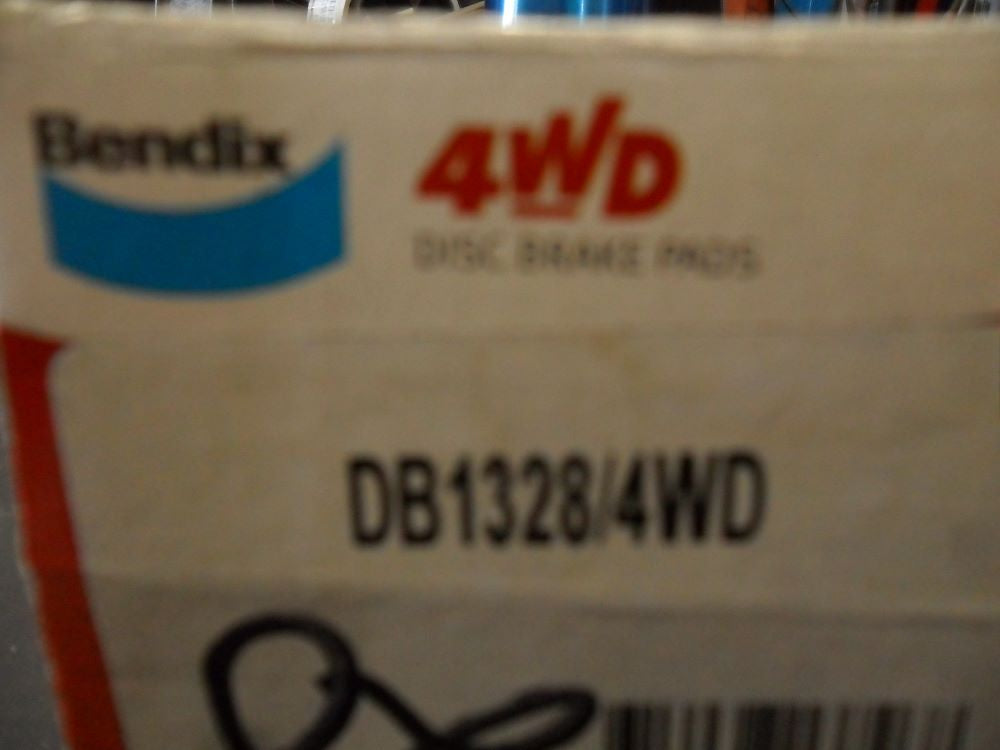 Bendix
4WD
DISC BRAKE PADS
DB1328/4WD